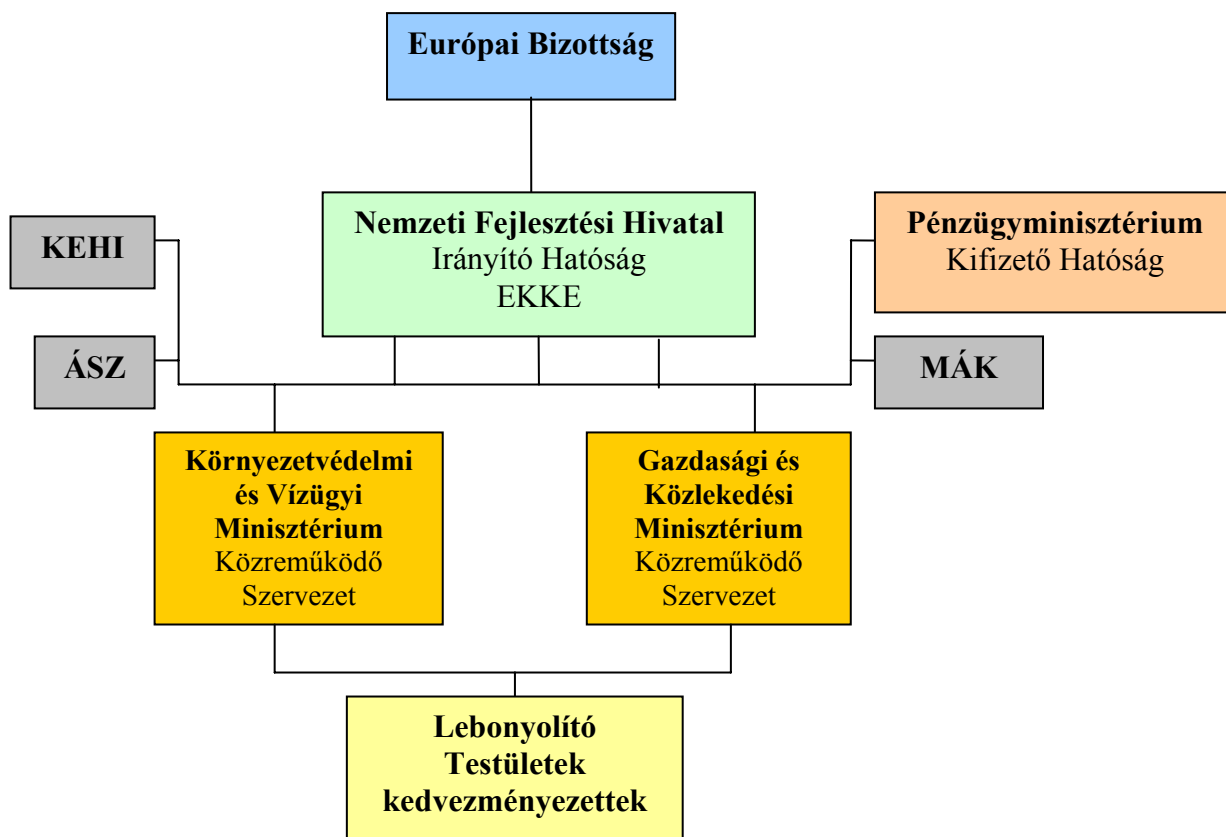 Európai Bizottság
Nemzeti Fejlesztési Hivatal
Irányító Hatóság
EKKE
Pénzügyminisztérium
Kifizető Hatóság
KEHI
ÁSZ
MÁK
Környezetvédelmi
és Vízügyi
Minisztérium
Közreműködő
Szervezet
Gazdasági és
Közlekedési
Minisztérium
Közreműködő
Szervezet
Lebonyolító
Testületek
kedvezményezettek